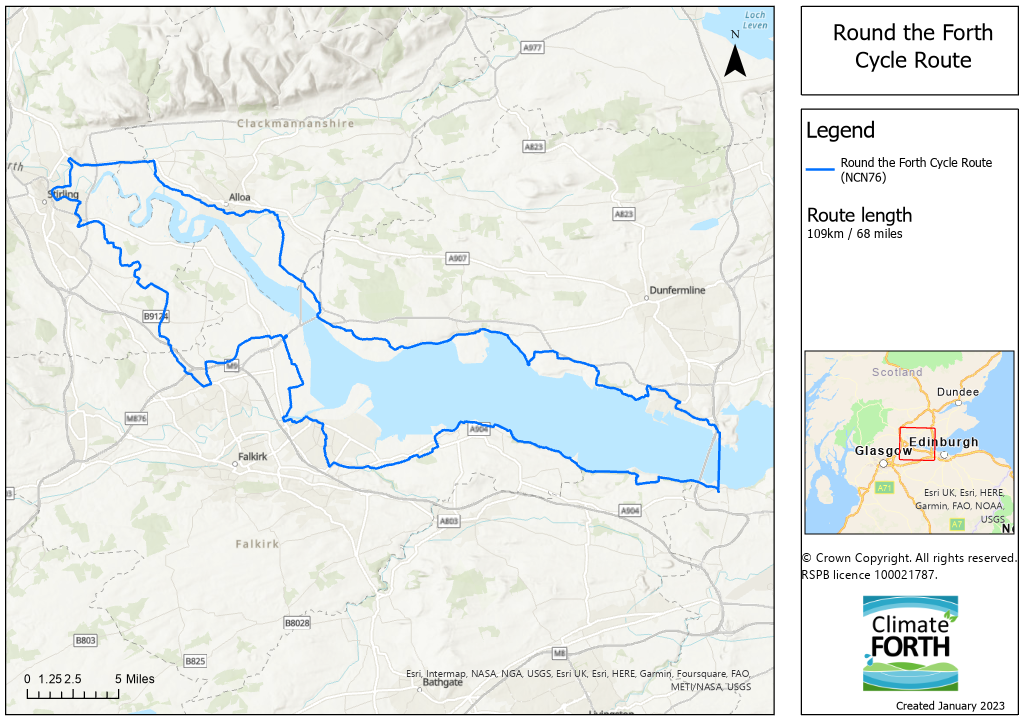 Loch
Leven
N
A977
Clackmannanshire
A823
rth
Stirling
Alloa
A823
A907
Dunfermline
B9124
M9
M876
A904
Falkirk
A904
A803
Falkirk
B8028
B803
B825
M8
0 1.25 2.5 5 Miles
Esri, Intermap, NASA, NGA, USGS, Esri UK, Esri, HERE, Garmin, Foursquare, FAO,
METI/NASA, USGS
Bathgate
Livingston
Round the Forth
Cycle Route
Legend
Round the Forth Cycle Route
(NCN76)
Route length
109km / 68 miles
Scotland
Dundee
Edinburgh
Glasgow
A71
Esri UK, Esri, HERE,
Garmin, FAO, NOAA,
USGS
A7
© Crown Copyright. All rights reserved.
RSPB licence 100021787.
Climate
FORTH
Created January 2023